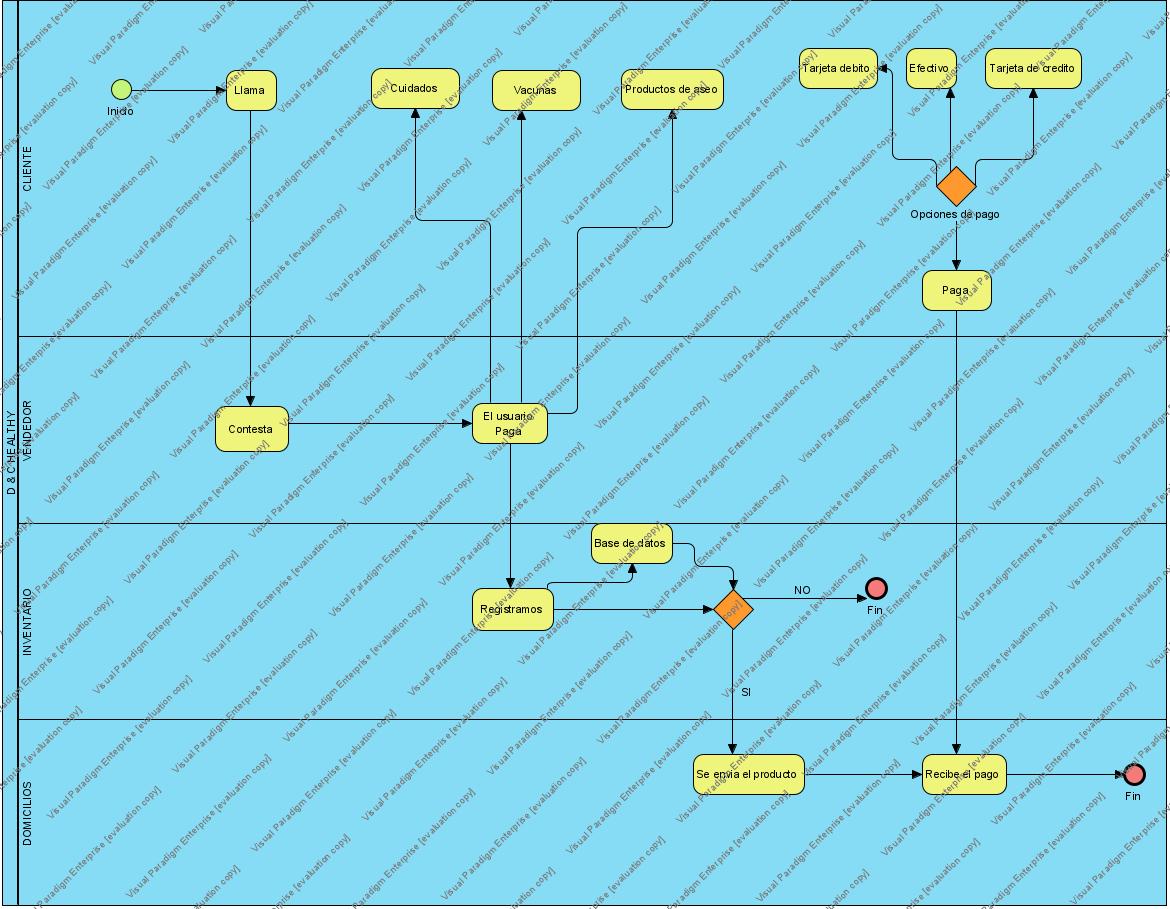 D & C HEALTHY
CLIENTE
Inicio
Llama
Cuidados
Vacunas
Productos de aseo
Tarjeta debito
Efectivo
Tarjeta de credito
Opciones de pago
Paga
VENDEDOR
Contesta
El usuario
Paga
INVENTARIO
Base de datos
Registramos
NO
Fin
SI
DOMICILIOS
Se envia el producto
Recibe el pago
Fin
Visual Paradigm Enterprise [evaluation copy]